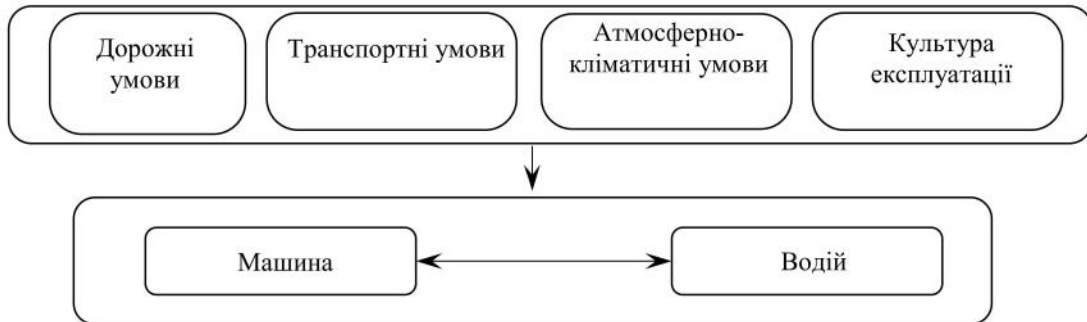 Дорожні
умови
Транспортні умови
Атмосферно-
кліматичні умови
Культура
експлуатації
Машина
Водій